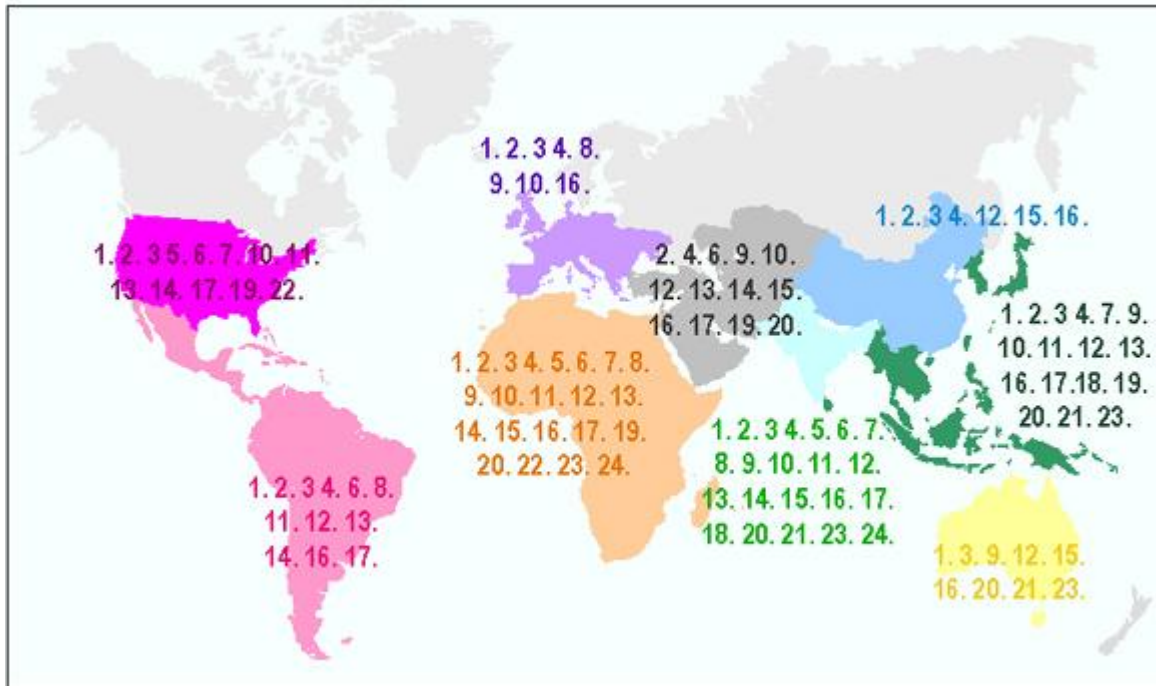 1. 2. 3 4. 8.
9. 10. 16.
1. 2. 3 4. 12. 15. 16.
1. 2. 3 5. 6. 7. 10. 11.
13. 14. 17. 19. 22.
2. 4. 6. 9. 10.
12. 13. 14. 15.
16. 17. 19. 20.
1. 2. 3 4. 7. 9.
10. 11. 12. 13.
16. 17.18. 19.
20. 21. 23.
1. 2. 3 4. 5. 6. 7. 8.
9. 10. 11. 12. 13.
14. 15. 16. 17. 19.
20. 22. 23. 24.
1. 2. 3 4. 5. 6. 7.
8. 9. 10. 11. 12.
13. 14. 15. 16. 17.
18. 20. 21. 23. 24.
1. 2. 3 4. 6. 8.
11. 12. 13.
14. 16. 17.
1. 3. 9. 12. 15.
16. 20. 21. 23.